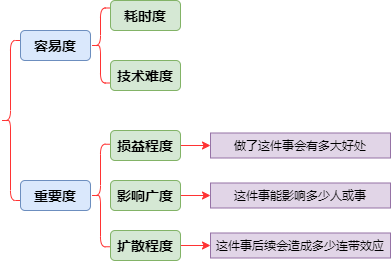 耗时度
容易度
技术难度
损益程度
做了这件事会有多大好处
重要度
影响广度
这件事能影响多少人或事
扩散程度
这件事后续会造成多少连带效应